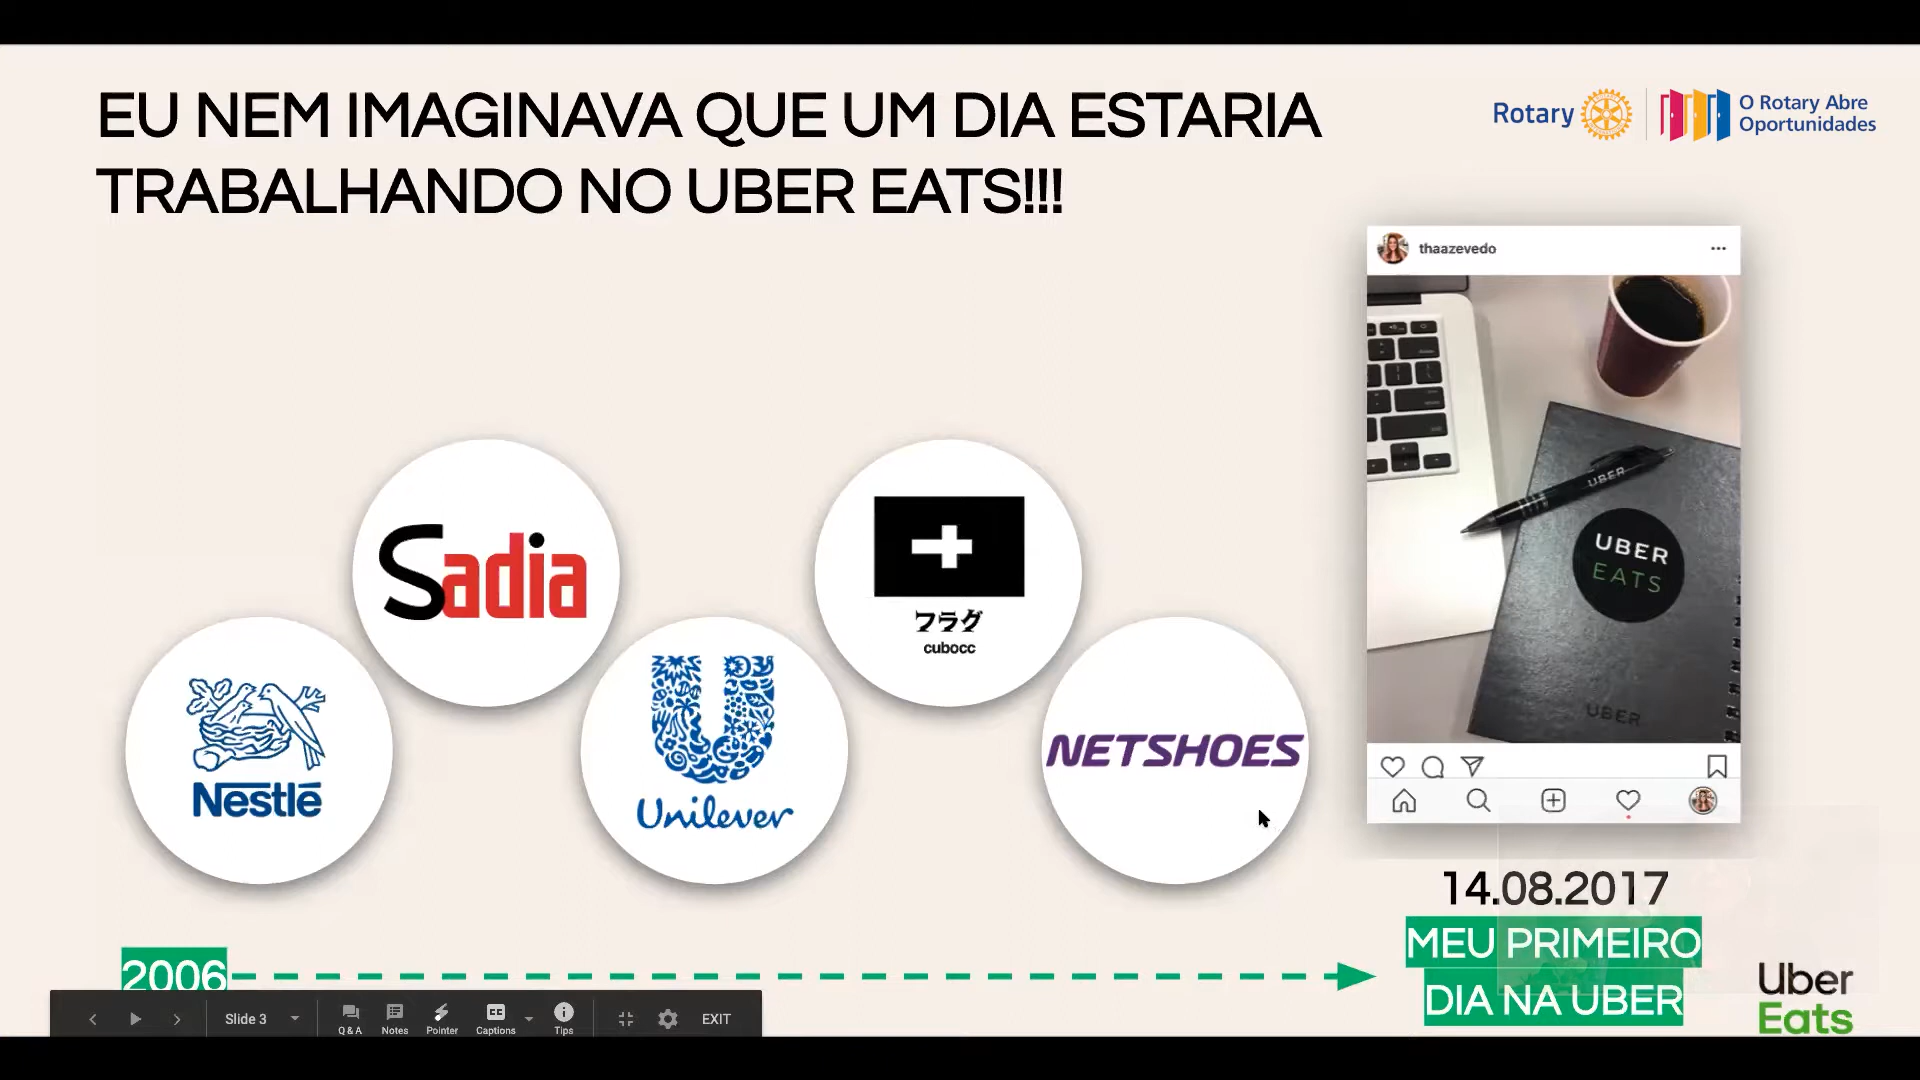 EU NEM IMAGINAVA QUE UM DIA ESTARIA
TRABALHANDO NO UBER EATS!!!
Rotary
O Rotary Abre
Oportunidades
thaazevedo
UBER
UBER
EATS
UBER
Sadia
フラグ
cubocc
Nestlé
Unilever
NETSHOES
14.08.2017
MEU PRIMEIRO
DIA NA UBER
2006
Uber
Eats
Slide 3
Q & A
Notes
Pointer
CC
Captions
Tips
EXIT